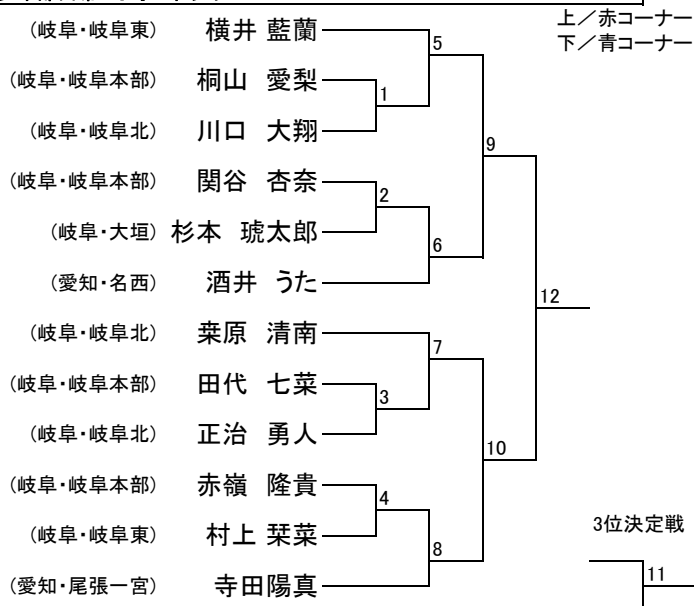 上／赤コーナー
下／青コーナー
(岐阜・岐阜東) 横井 藍蘭
5
(岐阜・岐阜本部) 桐山 愛梨
1
(岐阜・岐阜北) 川口 大翔
9
(岐阜・岐阜本部) 関谷 杏奈
2
(岐阜・大垣) 杉本 琥太郎
6
(愛知・名西) 酒井 うた
12
(岐阜・岐阜北) 桒原 清南
7
(岐阜・岐阜本部) 田代 七菜
3
(岐阜・岐阜北) 正治 勇人
10
(岐阜・岐阜本部) 赤嶺 隆貴
4
(岐阜・岐阜東) 村上 栞菜
3位決定戦
8
(愛知・尾張一宮) 寺田陽真
11